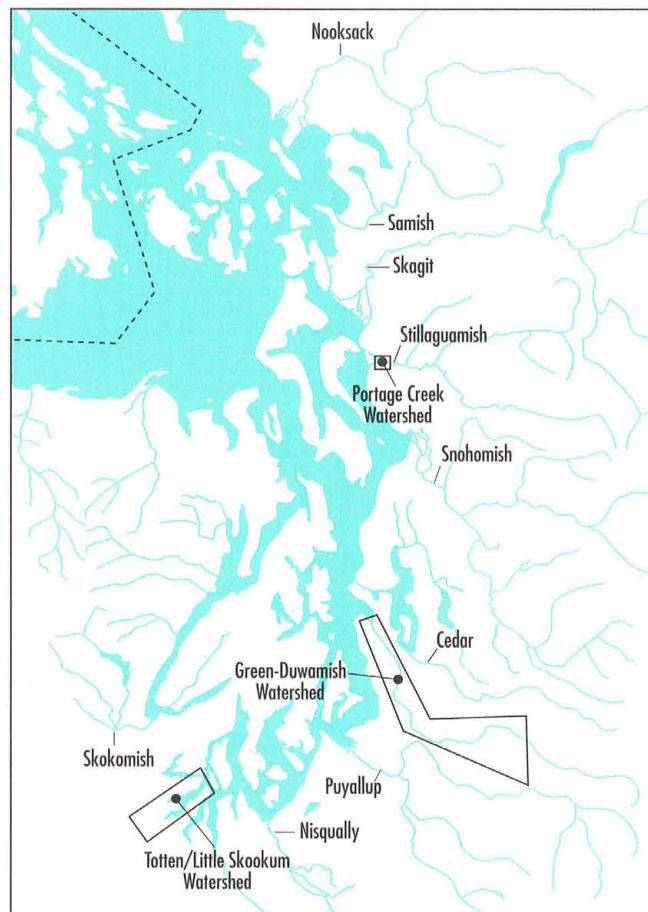 Nooksack
Samish
Skagit
Stillaguamish
Portage Creek
Watershed
Snohomish
Cedar
Green-Duwamish
Watershed
Skokomish
Puyallup
Nisqually
Totten/Little Skookum
Watershed